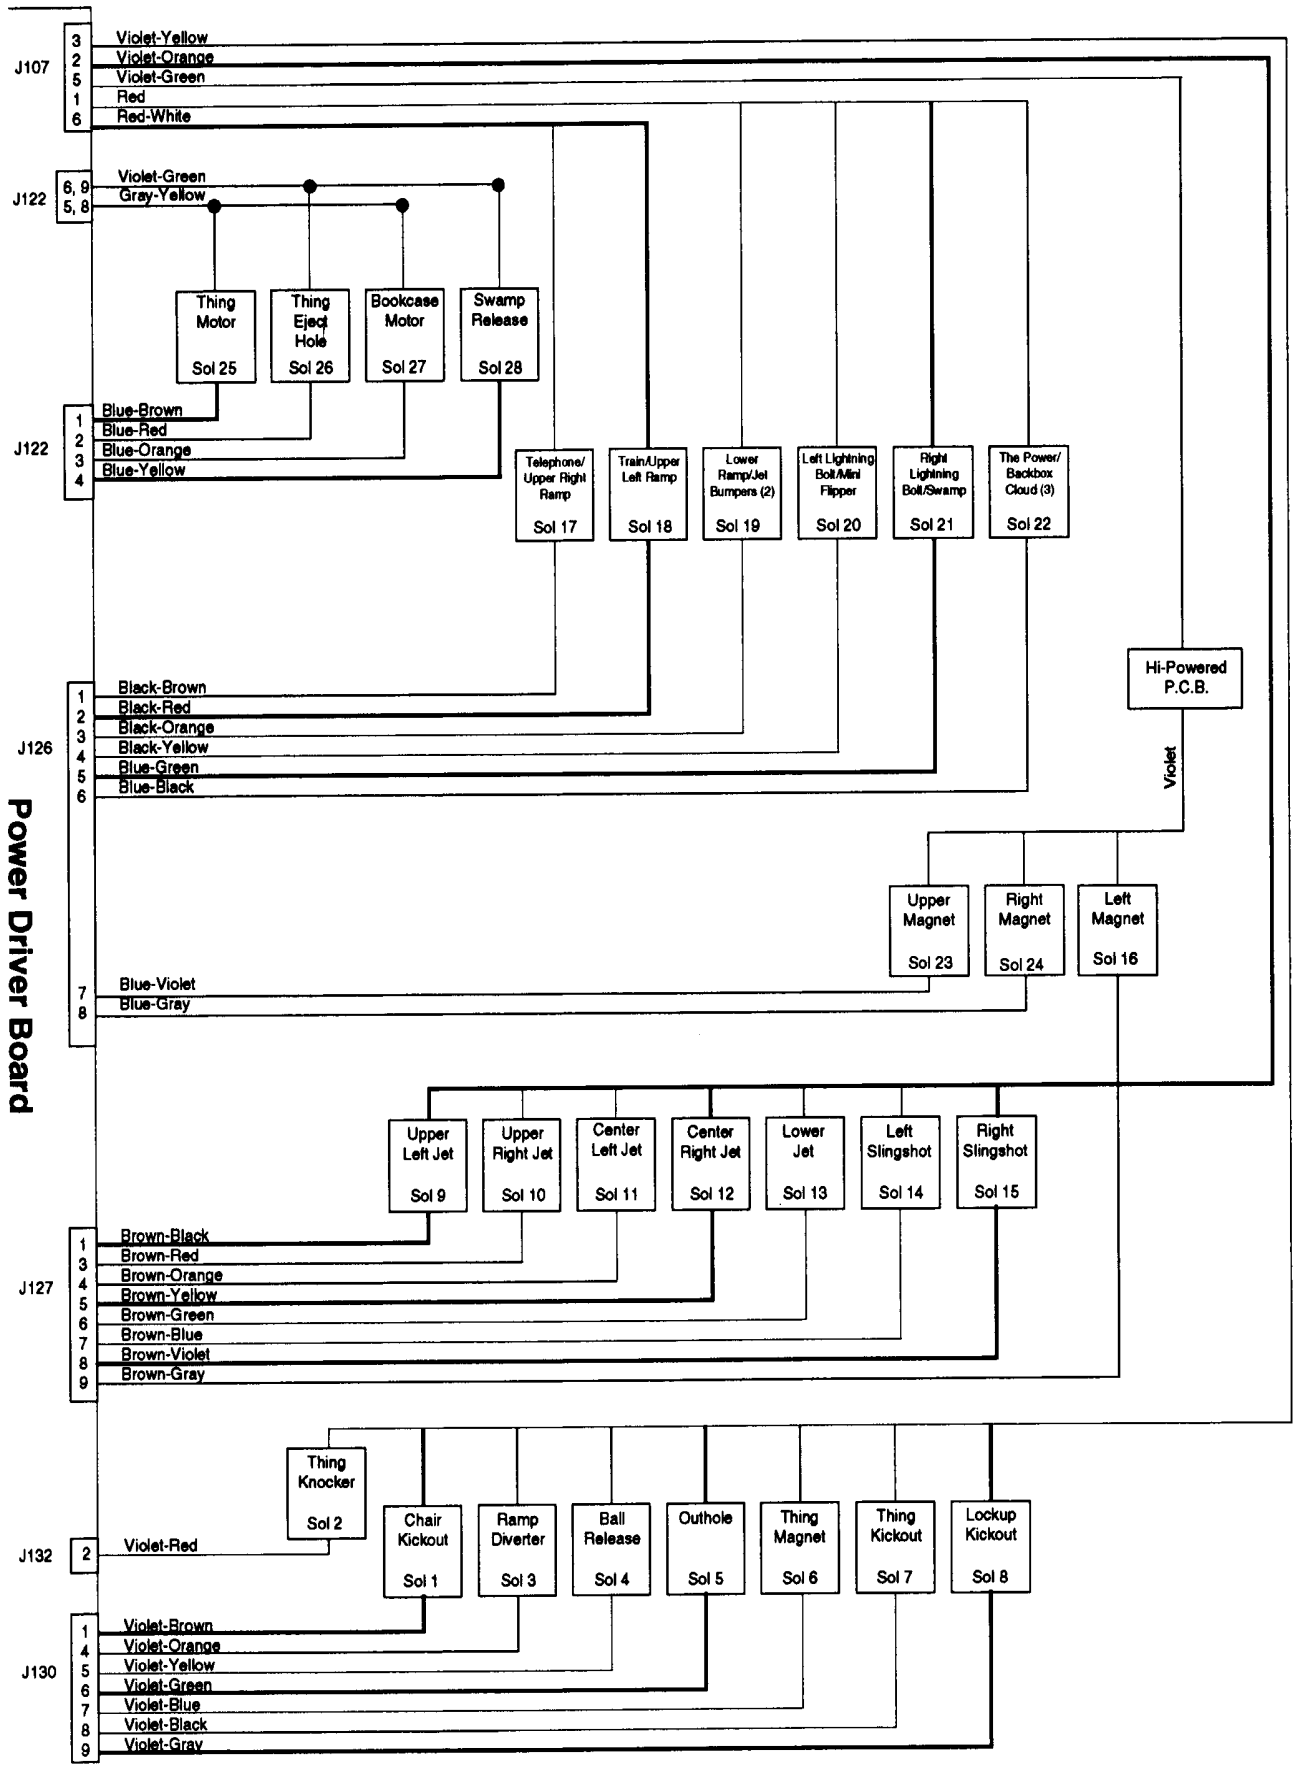 J107
3 Violet-Yellow
2 Violet-Orange
5 Violet-Green
1 Red
6 Red-White
J122
6, 9 Violet-Green
5, 8 Gray-Yellow
Thing
Motor
Sol 25
Thing
Eject
Hole
Sol 26
Bookcase
Motor
Sol 27
Swamp
Release
Sol 28
J122
1 Blue-Brown
2 Blue-Red
3 Blue-Orange
4 Blue-Yellow
Telephone/
Upper Right
Ramp
Sol 17
Train/Upper
Left Ramp
Sol 18
Lower
Ramp/Jet
Bumpers (2)
Sol 19
Left Lightning
Bolt/Mini
Flipper
Sol 20
Right
Lightning
Bolt/Swamp
Sol 21
The Power/
Backbox
Cloud (3)
Sol 22
Hi-Powered
P.C.B.
Violet
J126
1 Black-Brown
2 Black-Red
3 Black-Orange
4 Black-Yellow
5 Blue-Green
6 Blue-Black
Power Driver Board
Upper
Magnet
Sol 23
Right
Magnet
Sol 24
Left
Magnet
Sol 16
7 Blue-Violet
8 Blue-Gray
Upper
Left Jet
Sol 9
Upper
Right Jet
Sol 10
Center
Left Jet
Sol 11
Center
Right Jet
Sol 12
Lower
Jet
Sol 13
Left
Slingshot
Sol 14
Right
Slingshot
Sol 15
J127
1 Brown-Black
3 Brown-Red
4 Brown-Orange
5 Brown-Yellow
6 Brown-Green
7 Brown-Blue
8 Brown-Violet
9 Brown-Gray
Thing
Knocker
Sol 2
Chair
Kickout
Sol 1
Ramp
Diverter
Sol 3
Ball
Release
Sol 4
Outhole
Sol 5
Thing
Magnet
Sol 6
Thing
Kickout
Sol 7
Lockup
Kickout
Sol 8
J132
2 Violet-Red
J130
1 Violet-Brown
4 Violet-Orange
5 Violet-Yellow
6 Violet-Green
7 Violet-Blue
8 Violet-Black
9 Violet-Gray